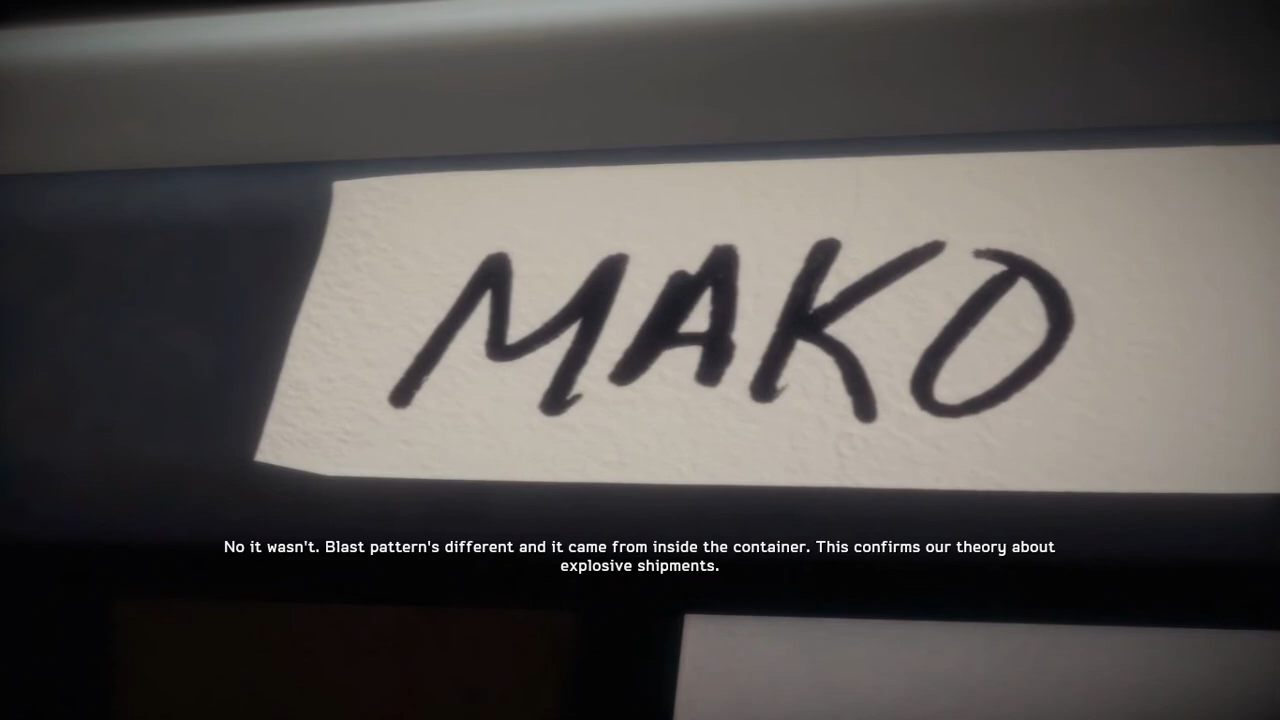 MAKO
No it wasn't. Blast pattern's different and it came from inside the container. This confirms our theory about
explosive shipments.